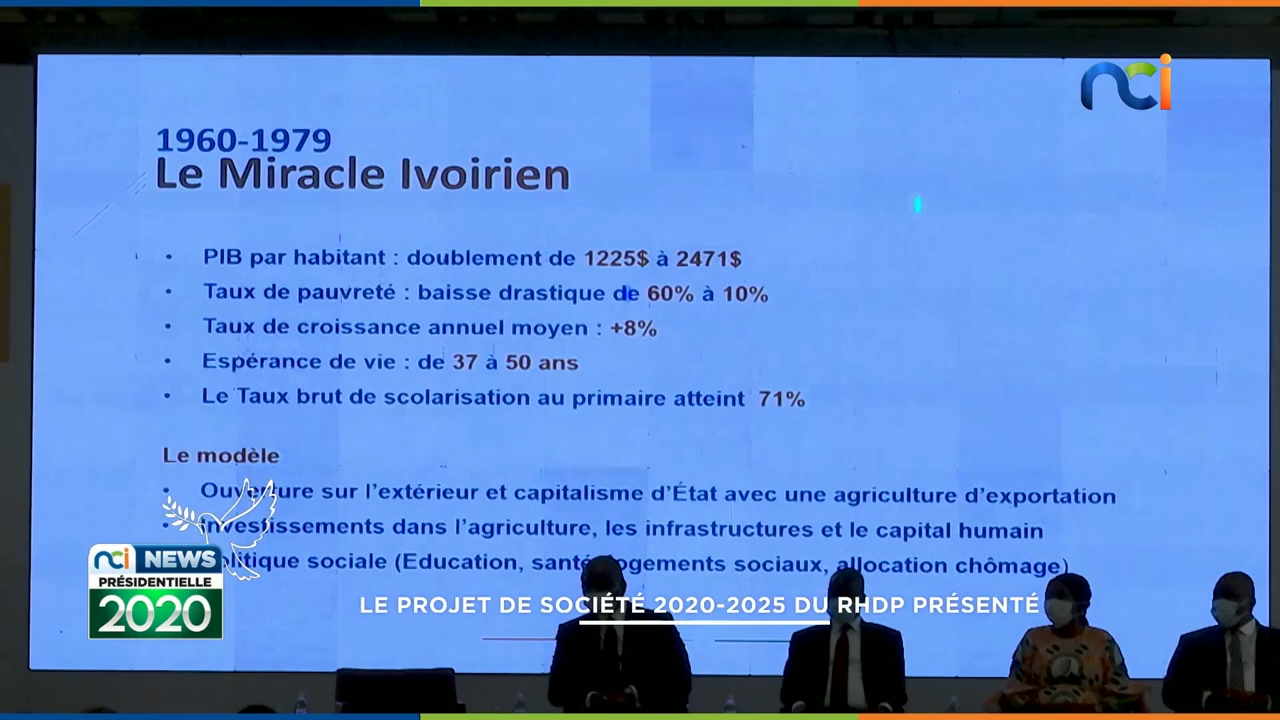 nci
1960-1979
Le Miracle Ivoirien
• PIB par habitant : doublement de 1225$ à 2471$
• Taux de pauvreté : baisse drastique de 60% à 10%
• Taux de croissance annuel moyen : +8%
• Espérance de vie : de 37 à 50 ans
• Le Taux brut de scolarisation au primaire atteint 71%
Le modèle
• Ouverture sur l'extérieur et capitalisme d'État avec une agriculture d'exportation
• Investissements dans l'agriculture, les infrastructures et le capital humain
Politique sociale (Education, santé, logements sociaux, allocation chômage)
nci NEWS
PRÉSIDENTIELLE
2020
LE PROJET DE SOCIÉTÉ 2020-2025 DU RHDP PRÉSENTÉ